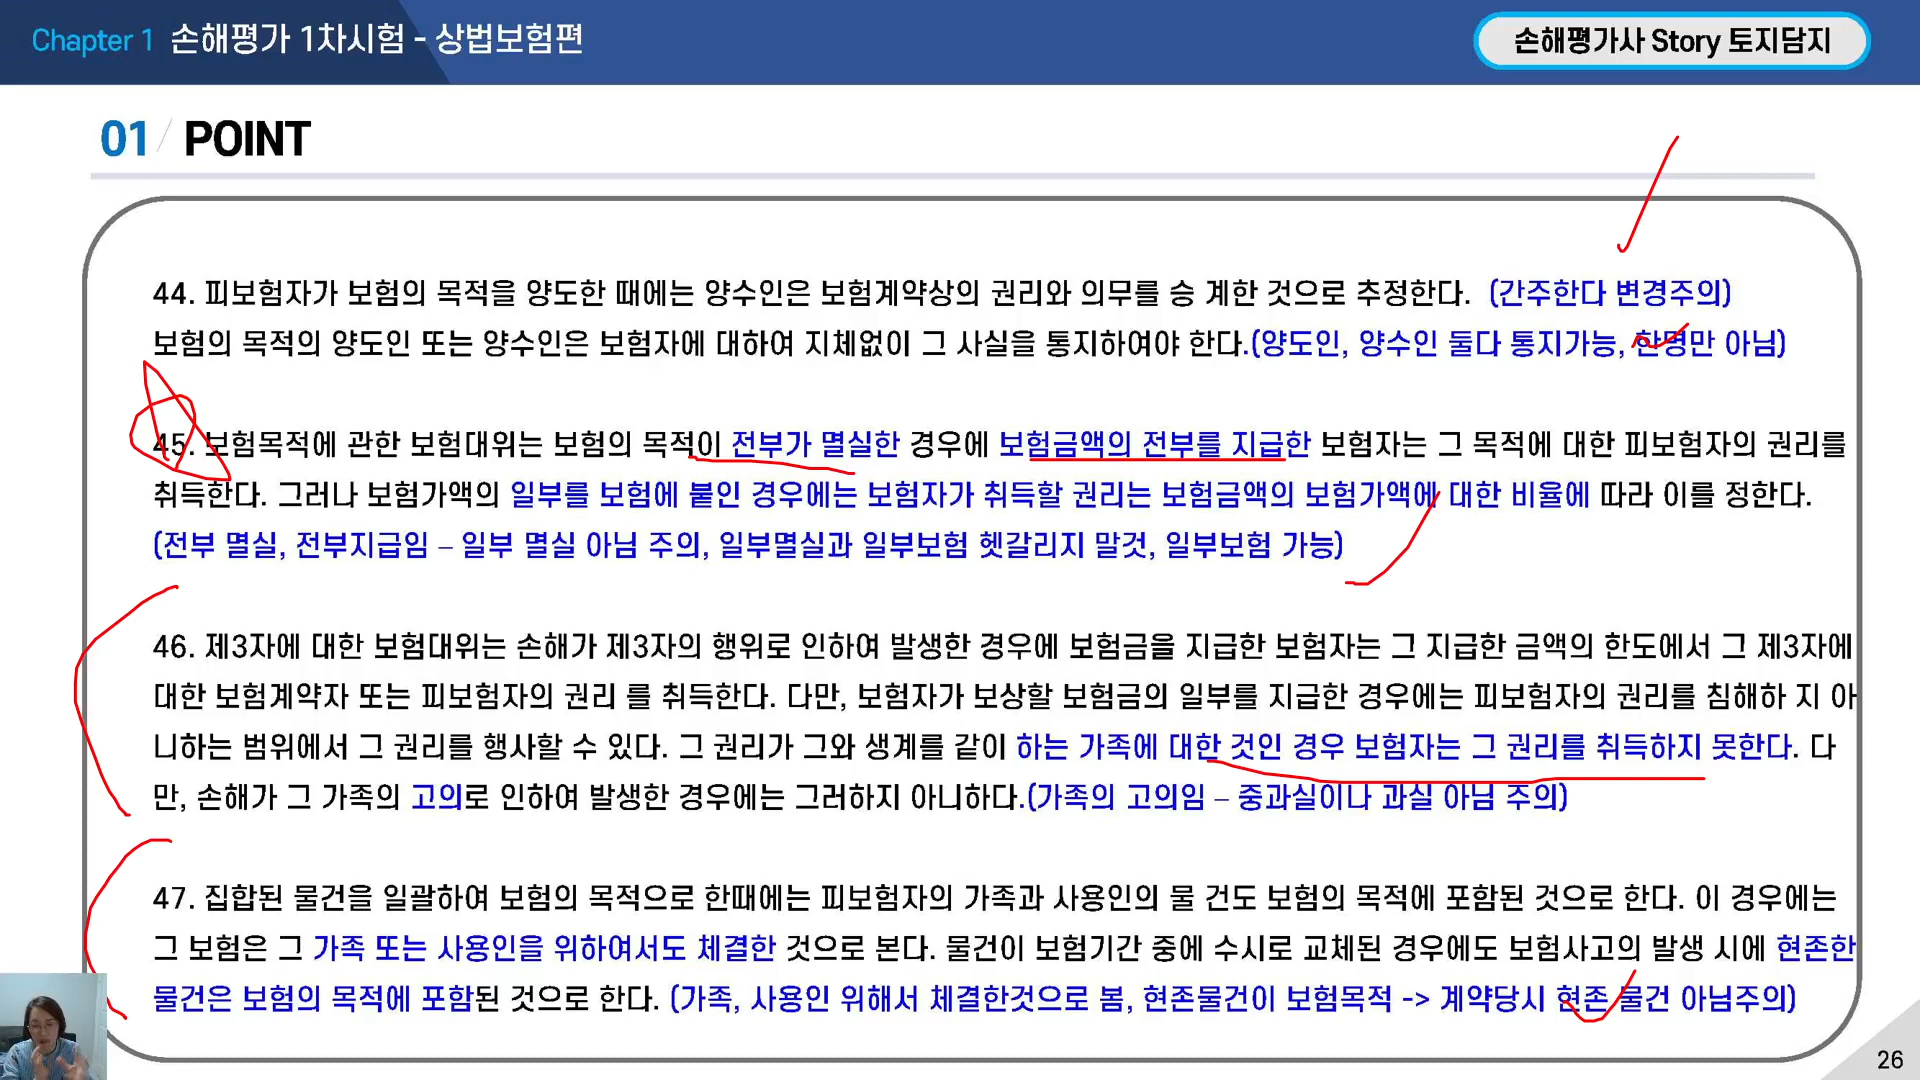 Chapter 1 손해평가 1차시험 - 상법보험편
손해평가사 Story 토지담지
01 / POINT
44. 피보험자가 보험의 목적을 양도한 때에는 양수인은 보험계약상의 권리와 의무를 승 계한 것으로 추정한다. (간주한다 변경주의)
보험의 목적의 양도인 또는 양수인은 보험자에 대하여 지체없이 그 사실을 통지하여야 한다.(양도인, 양수인 둘다 통지가능, 한명만 아님)
45. 보험목적에 관한 보험대위는 보험의 목적이 전부가 멸실한 경우에 보험금액의 전부를 지급한 보험자는 그 목적에 대한 피보험자의 권리를
취득한다. 그러나 보험가액의 일부를 보험에 붙인 경우에는 보험자가 취득할 권리는 보험금액의 보험가액에 대한 비율에 따라 이를 정한다.
(전부 멸실, 전부지급임 – 일부 멸실 아님 주의, 일부멸실과 일부보험 헷갈리지 말것, 일부보험 가능)
46. 제3자에 대한 보험대위는 손해가 제3자의 행위로 인하여 발생한 경우에 보험금을 지급한 보험자는 그 지급한 금액의 한도에서 그 제3자에
대한 보험계약자 또는 피보험자의 권리 를 취득한다. 다만, 보험자가 보상할 보험금의 일부를 지급한 경우에는 피보험자의 권리를 침해하 지 아
니하는 범위에서 그 권리를 행사할 수 있다. 그 권리가 그와 생계를 같이 하는 가족에 대한 것인 경우 보험자는 그 권리를 취득하지 못한다. 다
만, 손해가 그 가족의 고의로 인하여 발생한 경우에는 그러하지 아니하다.(가족의 고의임 – 중과실이나 과실 아님 주의)
47. 집합된 물건을 일괄하여 보험의 목적으로 한때에는 피보험자의 가족과 사용인의 물 건도 보험의 목적에 포함된 것으로 한다. 이 경우에는
그 보험은 그 가족 또는 사용인을 위하여서도 체결한 것으로 본다. 물건이 보험기간 중에 수시로 교체된 경우에도 보험사고의 발생 시에 현존한
물건은 보험의 목적에 포함된 것으로 한다. (가족, 사용인 위해서 체결한것으로 봄, 현존물건이 보험목적 -> 계약당시 현존 물건 아님주의)
26